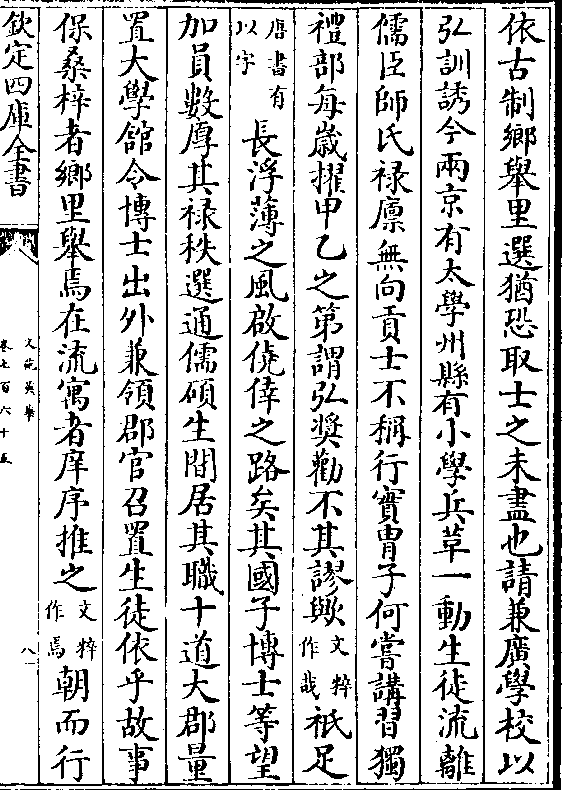 依古制鄉舉里選猶恐取士之未盡也請兼廣學校以
弘訓誘今兩京有太學州縣有小學兵革一動生徒流離
儒臣師氏禄廪無向貢士不稱行實胄子何嘗講習獨
禮部每歲擢甲乙之第謂弘奨勸不其謬歟文粹作哉祗足
唐書有以字長浮薄之風啟僥倖之路矣其國子博士等望
加員數厚其禄秩選通儒碩生間居其職十道大郡量
置大學館令博士出外兼領郡官召置生徒依乎故事
保桑梓者鄉里舉焉在流寓者庠序推之文粹作焉朝而行
欽定四庫全書
文苑英華
卷七百六十五
八